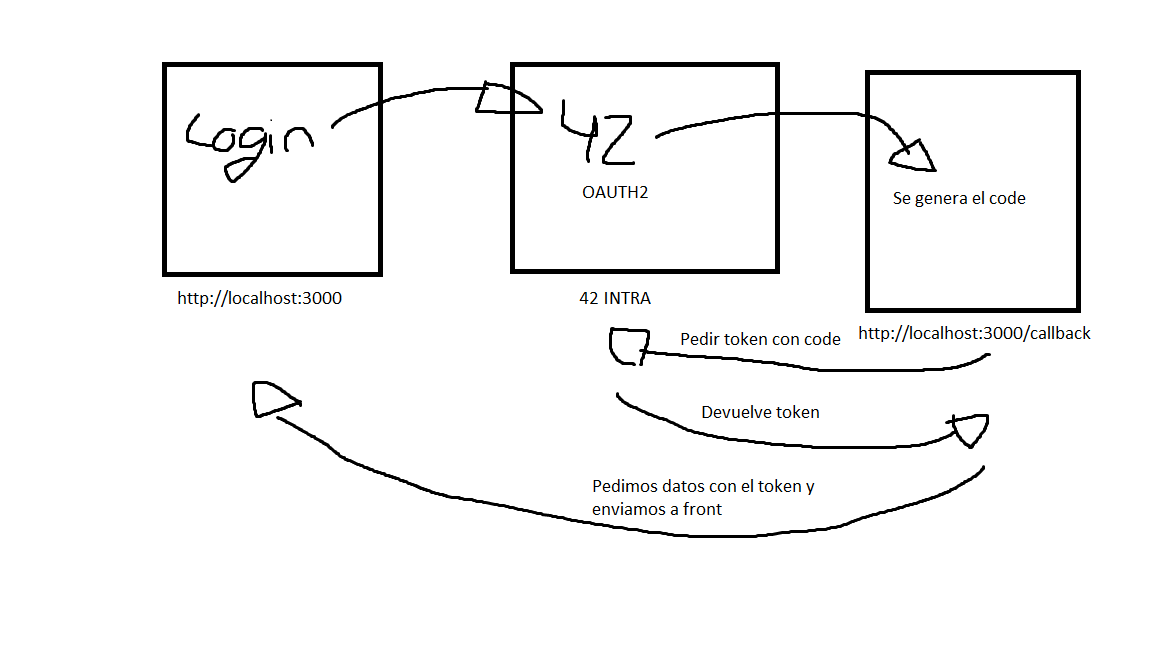 Login
42
OAUTH2
Se genera el code
http://localhost:3000
42 INTRA
http://localhost:3000/callback
Pedir token con code
Devuelve token
Pedimos datos con el token y
enviamos a front